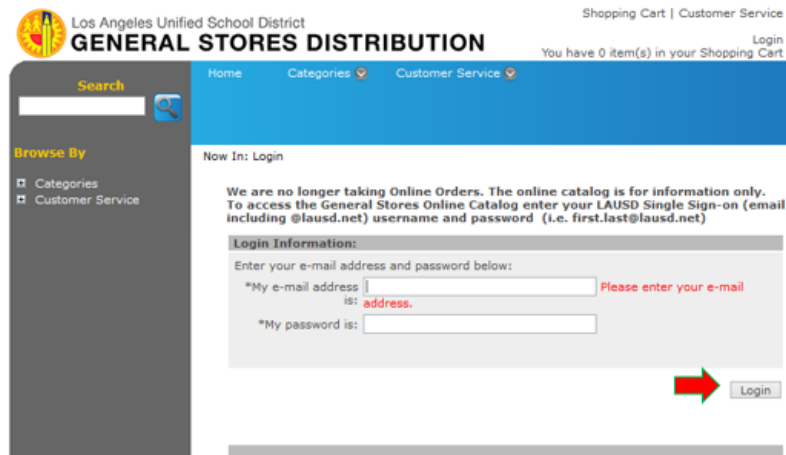 Los Angeles Unified School District
GENERAL STORES DISTRIBUTION
Shopping Cart | Customer Service
Login
You have 0 item(s) in your Shopping Cart
Search
Home Categories Customer Service
Browse By
Categories
Customer Service
Now In: Login
We are no longer taking Online Orders. The online catalog is for information only.
To access the General Stores Online Catalog enter your LAUSD Single Sign-on (email
including @lausd.net) username and password (i.e. first.last@lausd.net)
Login Information:
Enter your e-mail address and password below:
*My e-mail address is: Please enter your e-mail
address.
*My password is:
Login